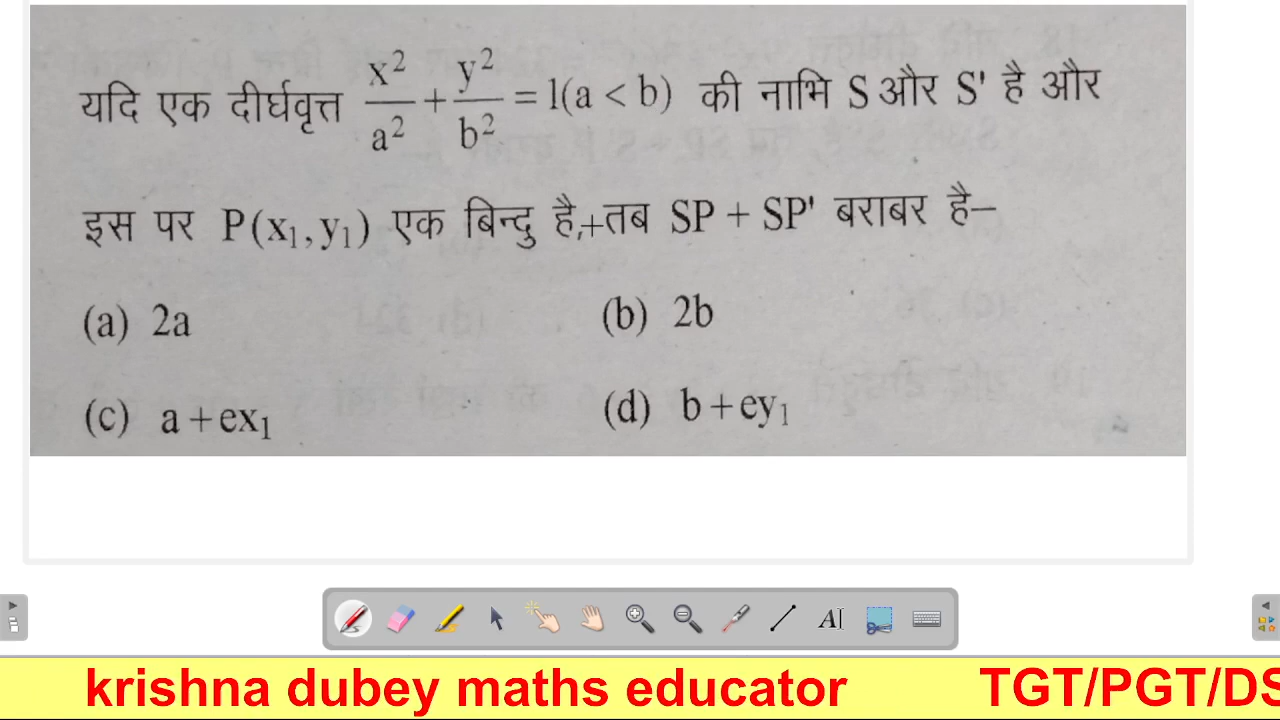 यदि एक दीर्घवृत्त x²/a² + y²/b² = 1(a < b) की नाभि S और S' है और
इस पर P(x₁, y₁) एक बिन्दु है,+तब SP + SP' बराबर है–
(a) 2a (b) 2b
(c) a + ex₁ (d) b + ey₁
krishna dubey maths educator TGT/PGT/DS